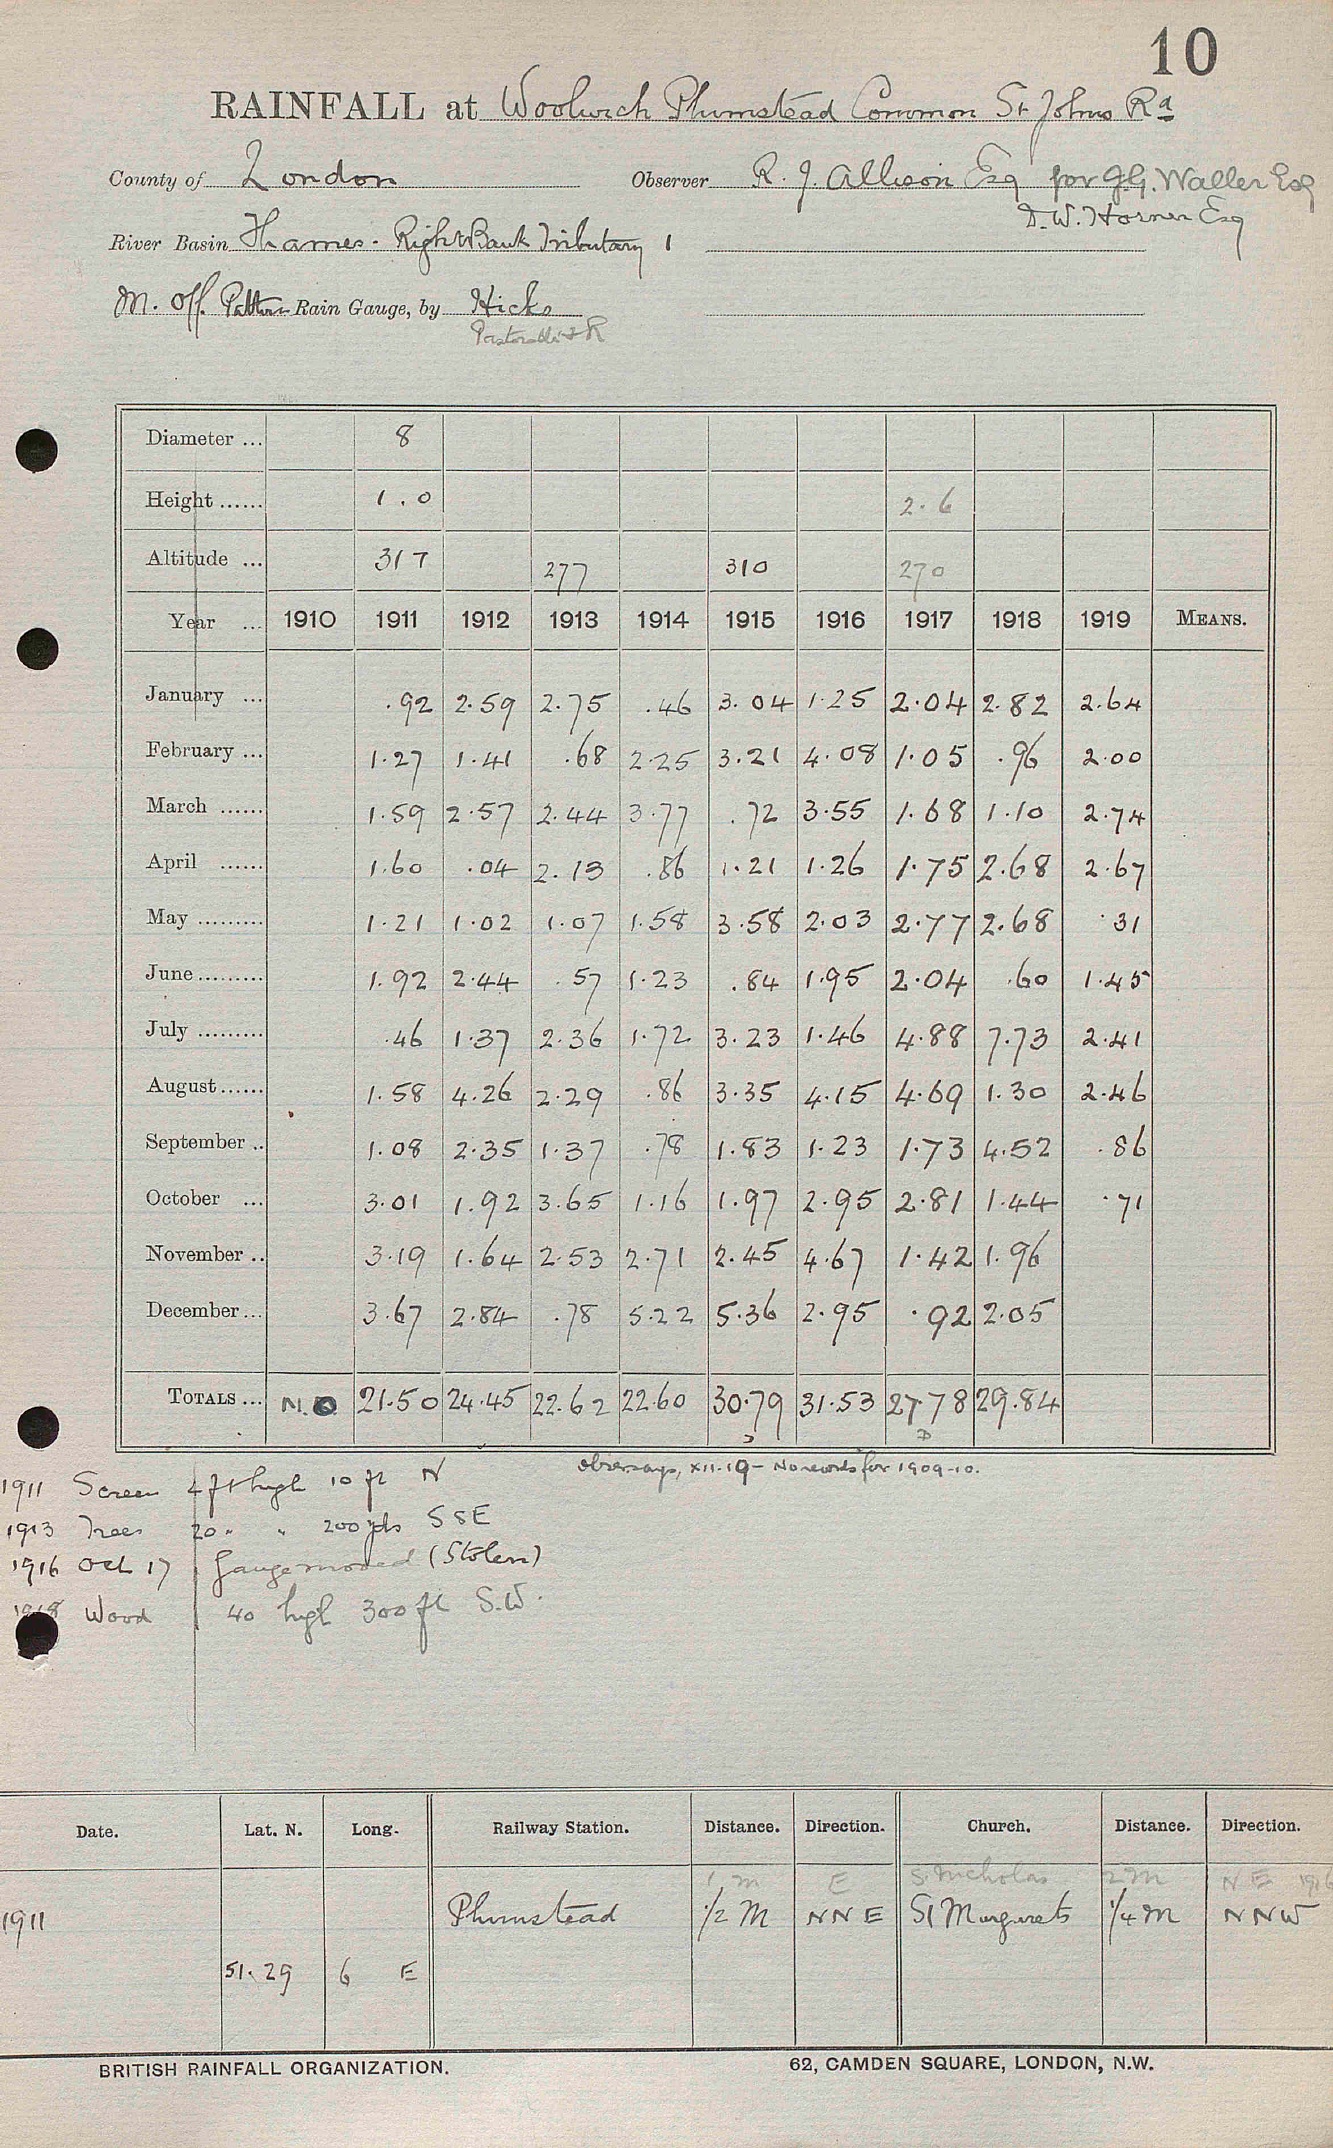 10
RAINFALL at Woolwich Plumstead Common St Johns Rd
County of London Observer R. J. Allison Esq for J.G. Waller Esq
D.W. Horner Esq
River Basin Thames - Right Bank Tributary 1
M. Off. Pattern Rain Gauge, by Hicks
Pastorelli & R
Diameter ... 8
Height ...... 1.0 2.6
Altitude ... 317 277 310 270
Year ... 1910 1911 1912 1913 1914 1915 1916 1917 1918 1919 MEANS.
January ... .92 2.59 2.75 .46 3.04 1.25 2.04 2.82 2.64
February ... 1.27 1.41 .68 2.25 3.21 4.08 1.05 .96 2.00
March ...... 1.59 2.57 2.44 3.77 .72 3.55 1.68 1.10 2.74
April ...... 1.60 .04 2.13 .86 1.21 1.26 1.75 2.68 2.67
May ......... 1.21 1.02 1.07 1.58 3.58 2.03 2.77 2.68 .31
June ......... 1.92 2.44 .57 1.23 .84 1.95 2.04 .60 1.45
July ......... .46 1.37 2.36 1.72 3.23 1.46 4.88 7.73 2.41
August ...... 1.58 4.26 2.29 .86 3.35 4.15 4.69 1.30 2.46
September .. 1.08 2.35 1.37 .78 1.83 1.23 1.73 4.52 .86
October ... 3.01 1.92 3.65 1.16 1.97 2.95 2.81 1.44 .71
November .. 3.19 1.64 2.53 2.71 2.45 4.67 1.42 1.96
December ... 3.67 2.84 .78 5.22 5.36 2.95 .92 2.05
TOTALS ... N.O. 21.50 24.45 22.62 22.60 30.79 31.53 27.78 29.84
D
Obsr says, XII.19 - No records for 1909-10.
1911 Screen 4 ft high 10 ft N
1913 Trees 20 " " 200 yds SSE
1916 Oct 17 Gauge moved (Stolen)
1918 Wood 40 high 300 ft S.W.
Date. Lat. N. Long. Railway Station. Distance. Direction. Church. Distance. Direction.
1 m E S. Nicholas 2 m N E 1916
1911 Plumstead 1/2 M NNE St Margarets 1/4 M NNW
51.29 6 E
BRITISH RAINFALL ORGANIZATION. 62, CAMDEN SQUARE, LONDON, N.W.